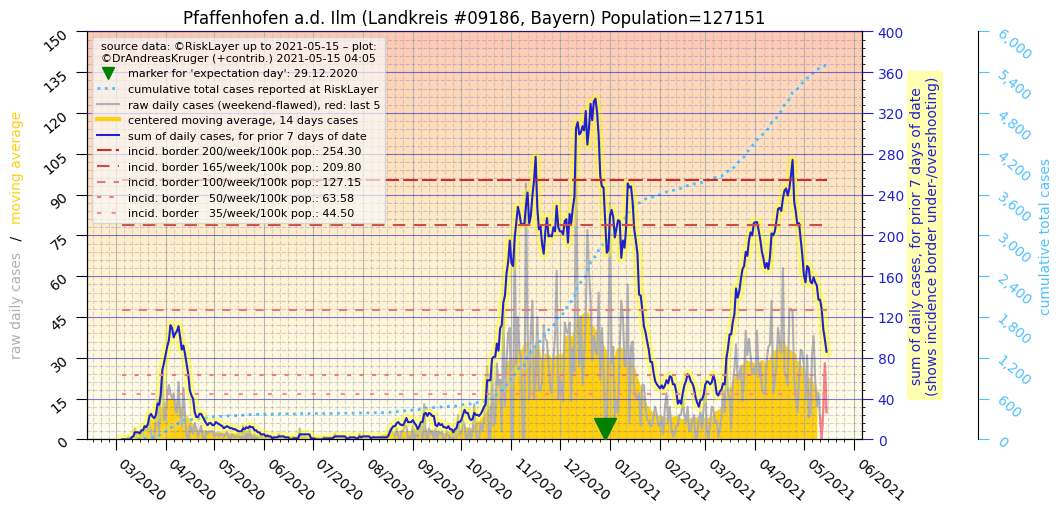 Pfaffenhofen a.d. Ilm (Landkreis #09186, Bayern) Population=127151
source data: ©RiskLayer up to 2021-05-15 – plot:
©DrAndreasKruger (+contrib.) 2021-05-15 04:05
marker for 'expectation day': 29.12.2020
cumulative total cases reported at RiskLayer
raw daily cases (weekend-flawed), red: last 5
centered moving average, 14 days cases
sum of daily cases, for prior 7 days of date
incid. border 200/week/100k pop.: 254.30
incid. border 165/week/100k pop.: 209.80
incid. border 100/week/100k pop.: 127.15
incid. border   50/week/100k pop.: 63.58
incid. border   35/week/100k pop.: 44.50
raw daily cases / moving average
150
135
120
105
90
75
60
45
30
15
0
03/2020
04/2020
05/2020
06/2020
07/2020
08/2020
09/2020
10/2020
11/2020
12/2020
01/2021
02/2021
03/2021
04/2021
05/2021
06/2021
400
360
320
280
240
200
160
120
80
40
0
sum of daily cases, for prior 7 days of date
(shows incidence border under-/overshooting)
6,000
5,400
4,800
4,200
3,600
3,000
2,400
1,800
1,200
600
0
cumulative total cases